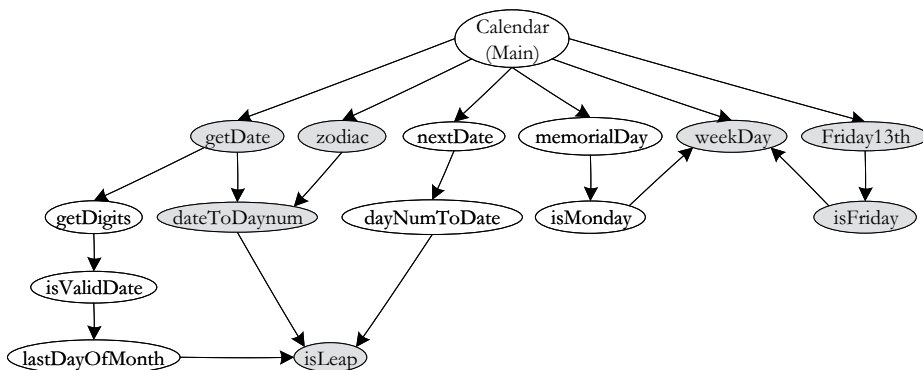 Calendar
(Main)
getDate
zodiac
nextDate
memorialDay
weekDay
Friday13th
getDigits
dateToDaynum
dayNumToDate
isMonday
isFriday
isValidDate
lastDayOfMonth
isLeap